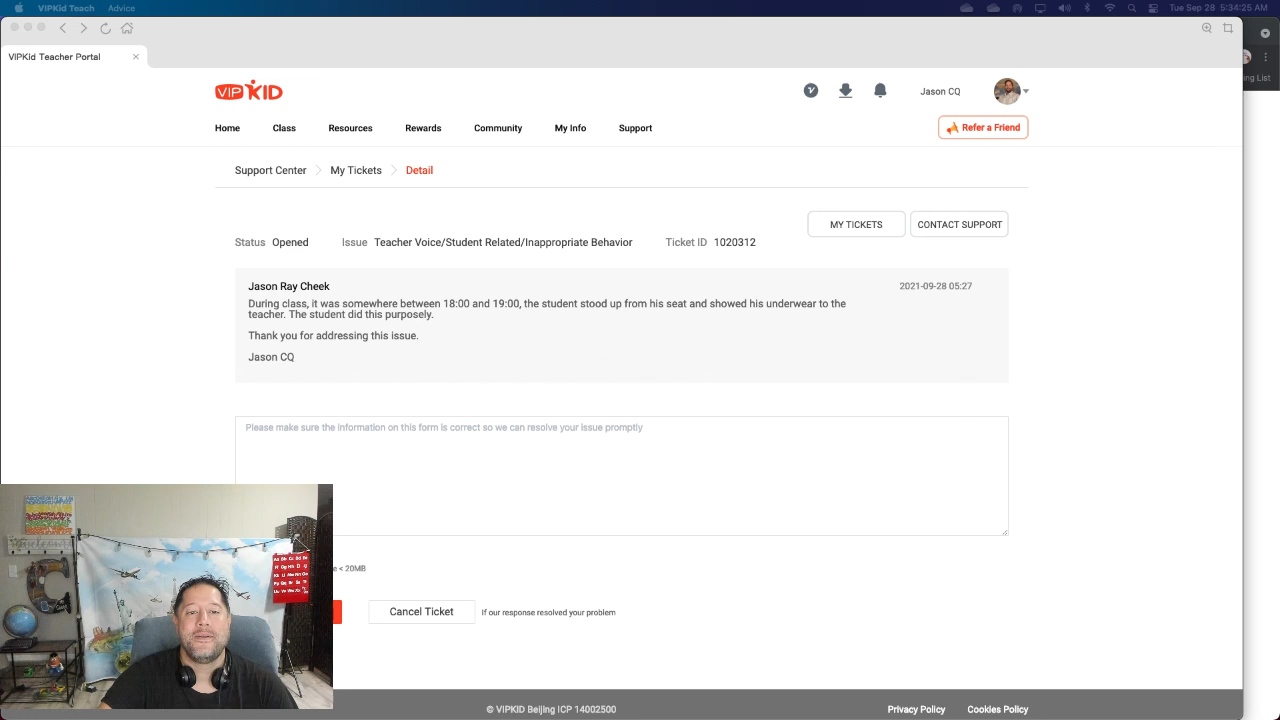 VIPKid Teach Advice
Tue Sep 28 5:34:25 AM
VIPKid Teacher Portal
ing List
VIPKID
Jason CQ
Home Class Resources Rewards Community My Info Support
Refer a Friend
Support Center My Tickets Detail
MY TICKETS CONTACT SUPPORT
Status Opened Issue Teacher Voice/Student Related/Inappropriate Behavior Ticket ID 1020312
Jason Ray Cheek 2021-09-28 05:27
During class, it was somewhere between 18:00 and 19:00, the student stood up from his seat and showed his underwear to the
teacher. The student did this purposely.
Thank you for addressing this issue.
Jason CQ
Please make sure the information on this form is correct so we can resolve your issue promptly
e < 20MB
Cancel Ticket If our response resolved your problem
© VIPKID Beijing ICP 14002500 Privacy Policy Cookies Policy